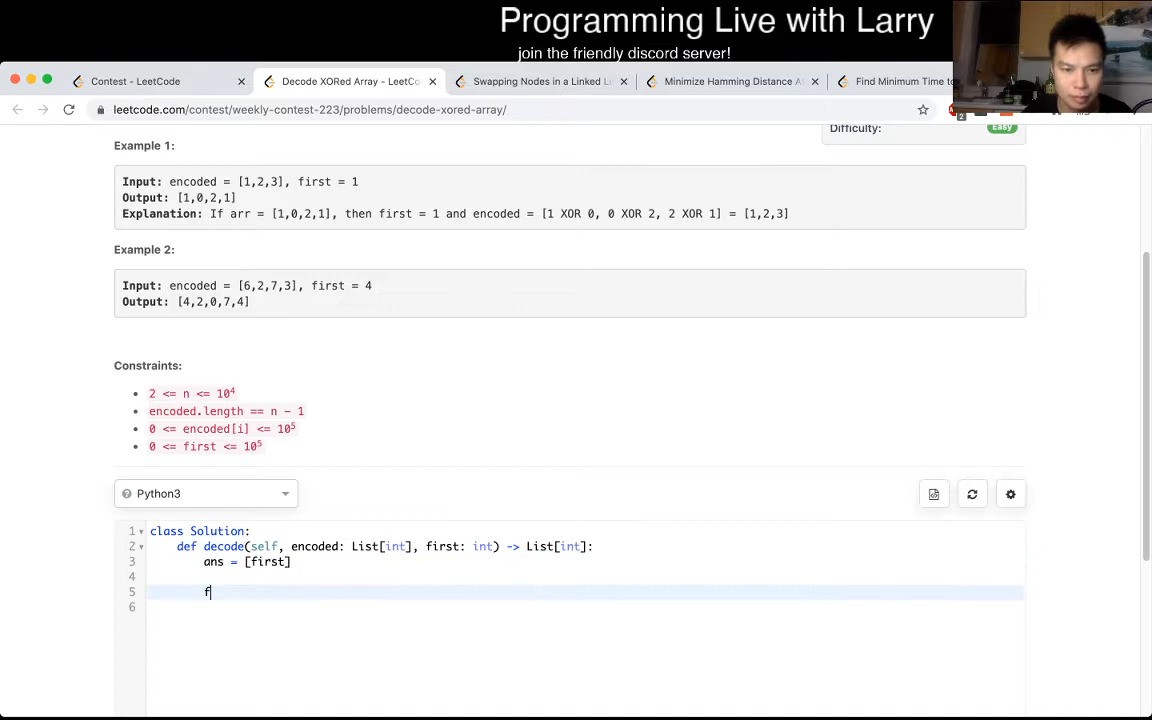 Programming Live with Larry
join the friendly discord server!
Contest - LeetCode
Decode XORed Array - LeetCo
Swapping Nodes in a Linked Li
Minimize Hamming Distance A
Find Minimum Time to
leetcode.com/contest/weekly-contest-223/problems/decode-xored-array/
2
Difficulty:
Easy
Example 1:
Input: encoded = [1,2,3], first = 1
Output: [1,0,2,1]
Explanation: If arr = [1,0,2,1], then first = 1 and encoded = [1 XOR 0, 0 XOR 2, 2 XOR 1] = [1,2,3]
Example 2:
Input: encoded = [6,2,7,3], first = 4
Output: [4,2,0,7,4]
Constraints:
• 2 <= n <= 10⁴
• encoded.length == n - 1
• 0 <= encoded[i] <= 10⁵
• 0 <= first <= 10⁵
Python3
1 class Solution:
2 def decode(self, encoded: List[int], first: int) -> List[int]:
3 ans = [first]
4
5 f
6